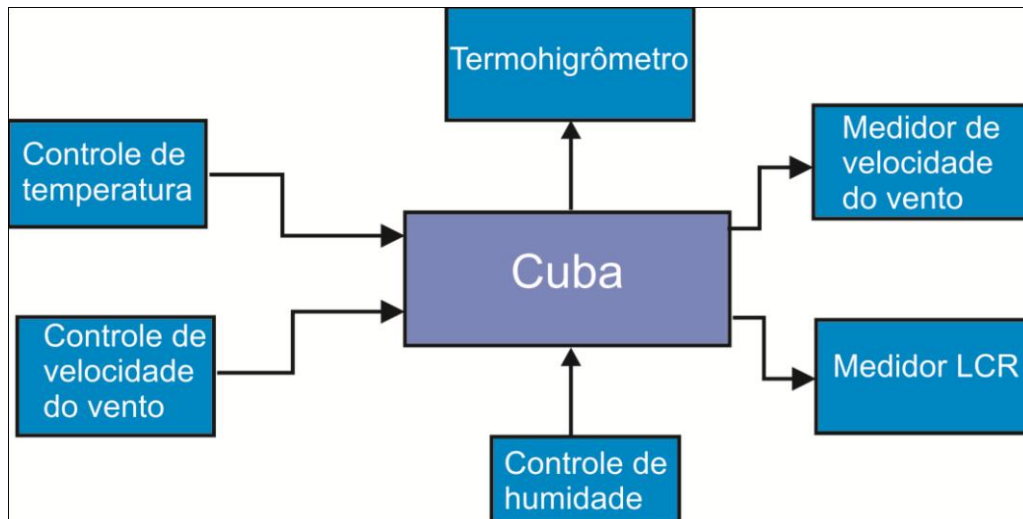 Termohigrômetro
Controle de
temperatura
Medidor de
velocidade
do vento
Cuba
Controle de
velocidade
do vento
Medidor LCR
Controle de
humidade